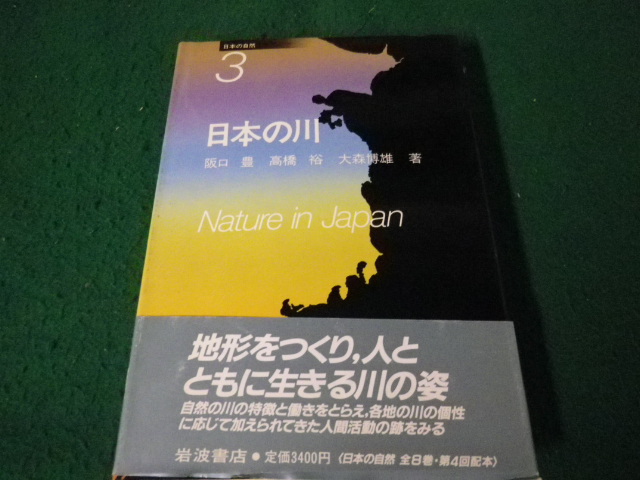 日本の自然
3
日本の川
阪口 豊 高橋 裕 大森博雄 著
Nature in Japan
地形をつくり,人と
ともに生きる川の姿
自然の川の特徴と働きをとらえ,各地の川の個性
に応じて加えられてきた人間活動の跡をみる
岩波書店●定価3400円〈日本の自然 全8巻・第4回配本〉